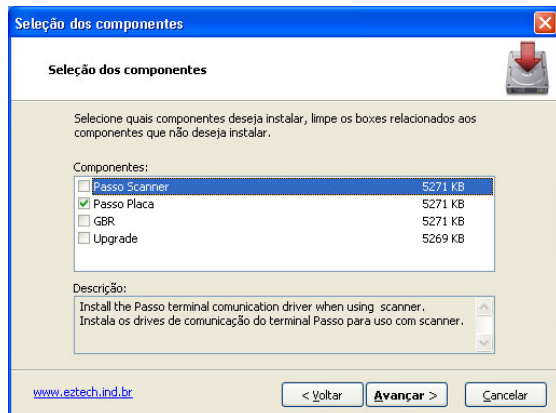 Seleção dos componentes
Seleção dos componentes
Selecione quais componentes deseja instalar, limpe os boxes relacionados aos
componentes que não deseja instalar.
Componentes:
Passo Scanner 5271 KB
Passo Placa 5271 KB
GBR 5271 KB
Upgrade 5269 KB
Descrição:
Install the Passo terminal comunication driver when using scanner.
Instala os drives de comunicação do terminal Passo para uso com scanner.
www.eztech.ind.br
< Voltar
Avançar >
Cancelar